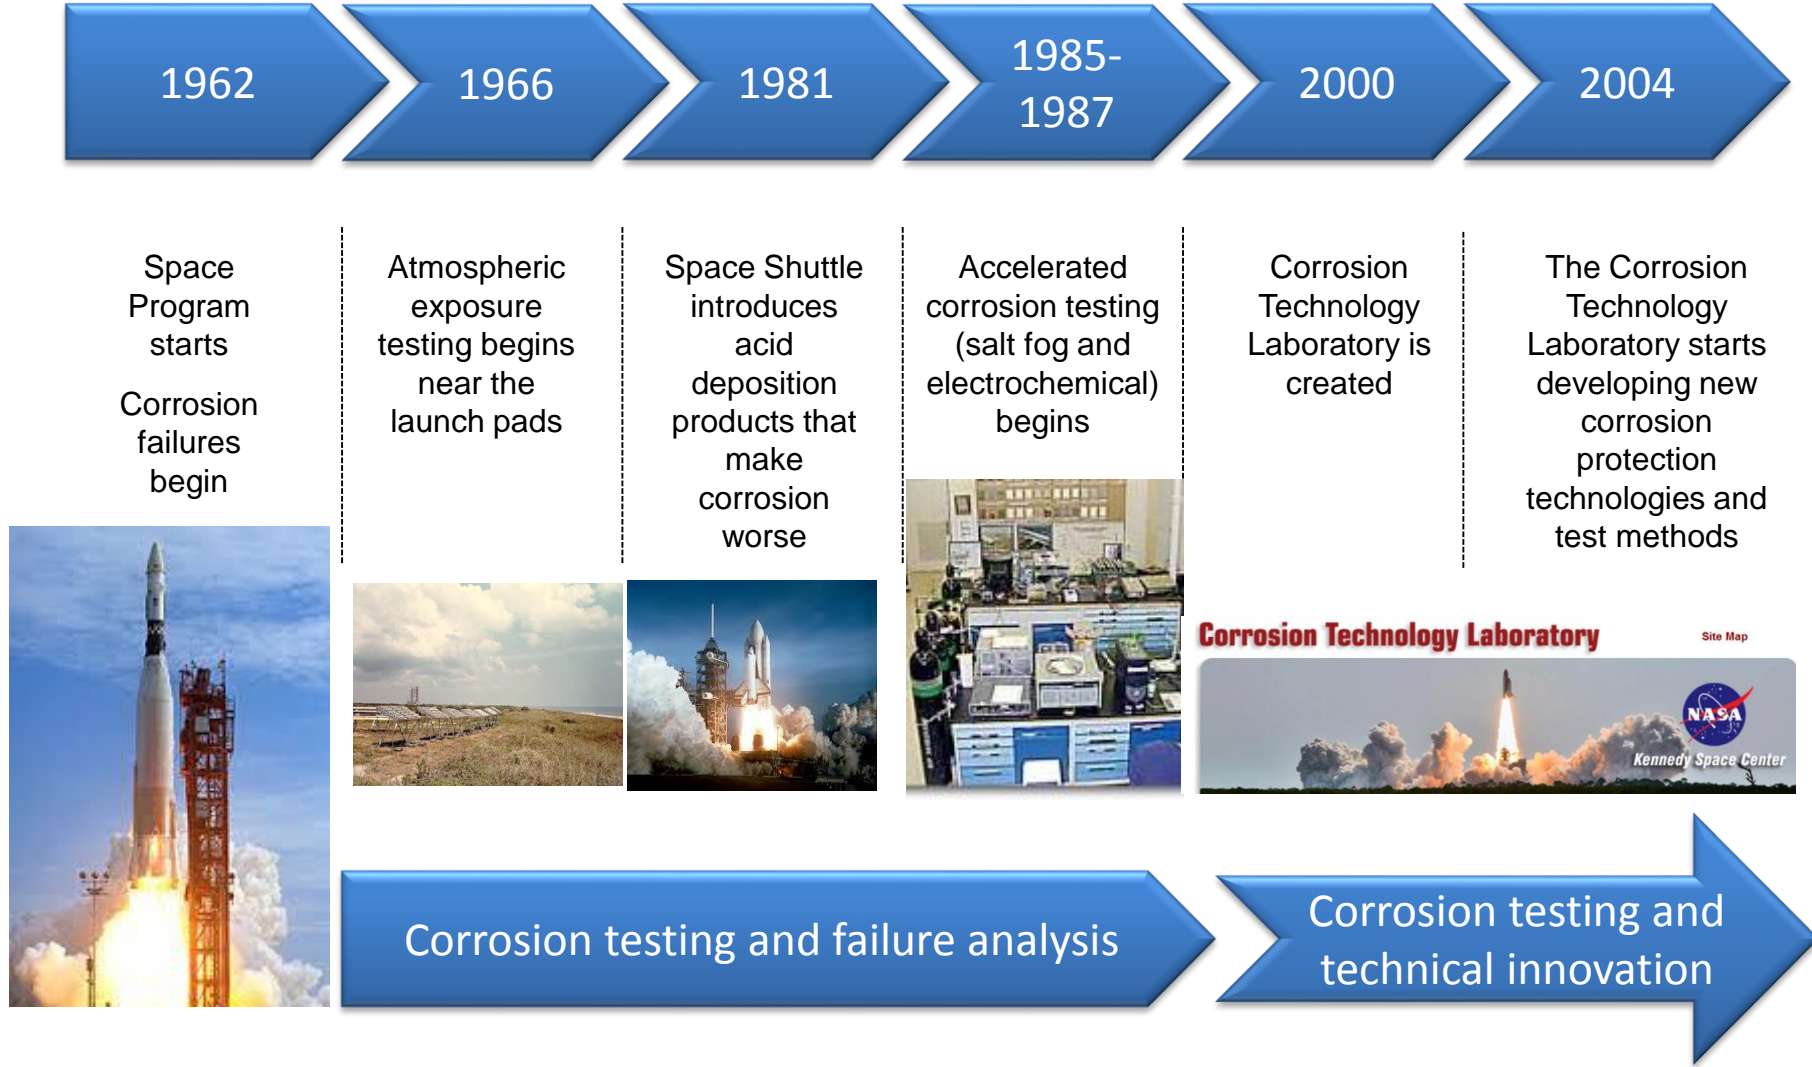 1962
1966
1981
1985-
1987
2000
2004
Space
Program
starts
Corrosion
failures
begin
Atmospheric
exposure
testing begins
near the
launch pads
Space Shuttle
introduces
acid
deposition
products that
make
corrosion
worse
Accelerated
corrosion testing
(salt fog and
electrochemical)
begins
Corrosion
Technology
Laboratory is
created
The Corrosion
Technology
Laboratory starts
developing new
corrosion
protection
technologies and
test methods
Corrosion Technology Laboratory
Site Map
NASA
Kennedy Space Center
Corrosion testing and failure analysis
Corrosion testing and
technical innovation